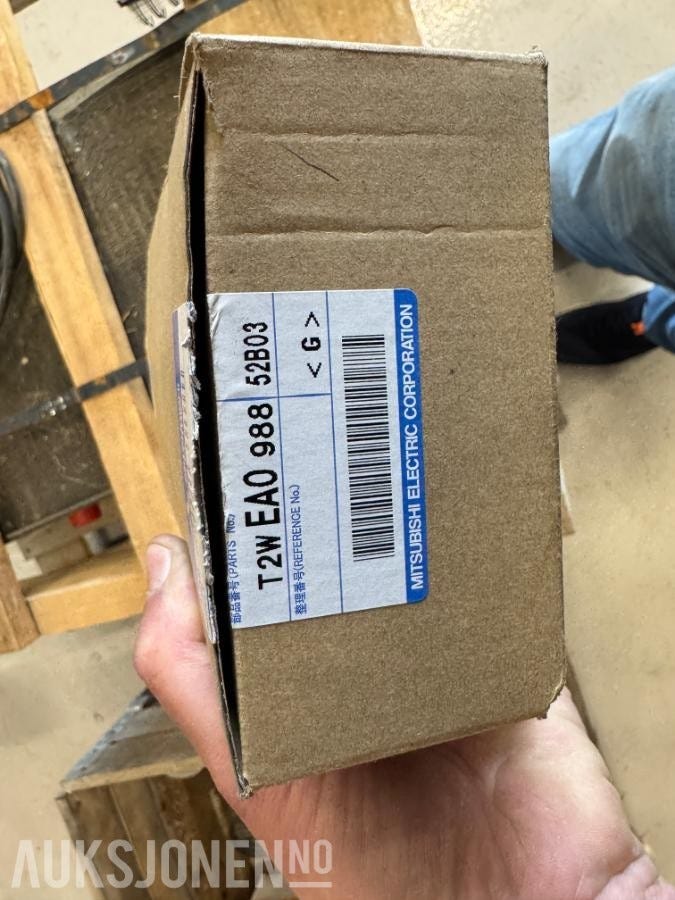 部品番号(PARTS No.)
T2W EA0 988 52B03
整理番号(REFERENCE No.)
< G >
MITSUBISHI ELECTRIC CORPORATION
AUKSJONEN.NO